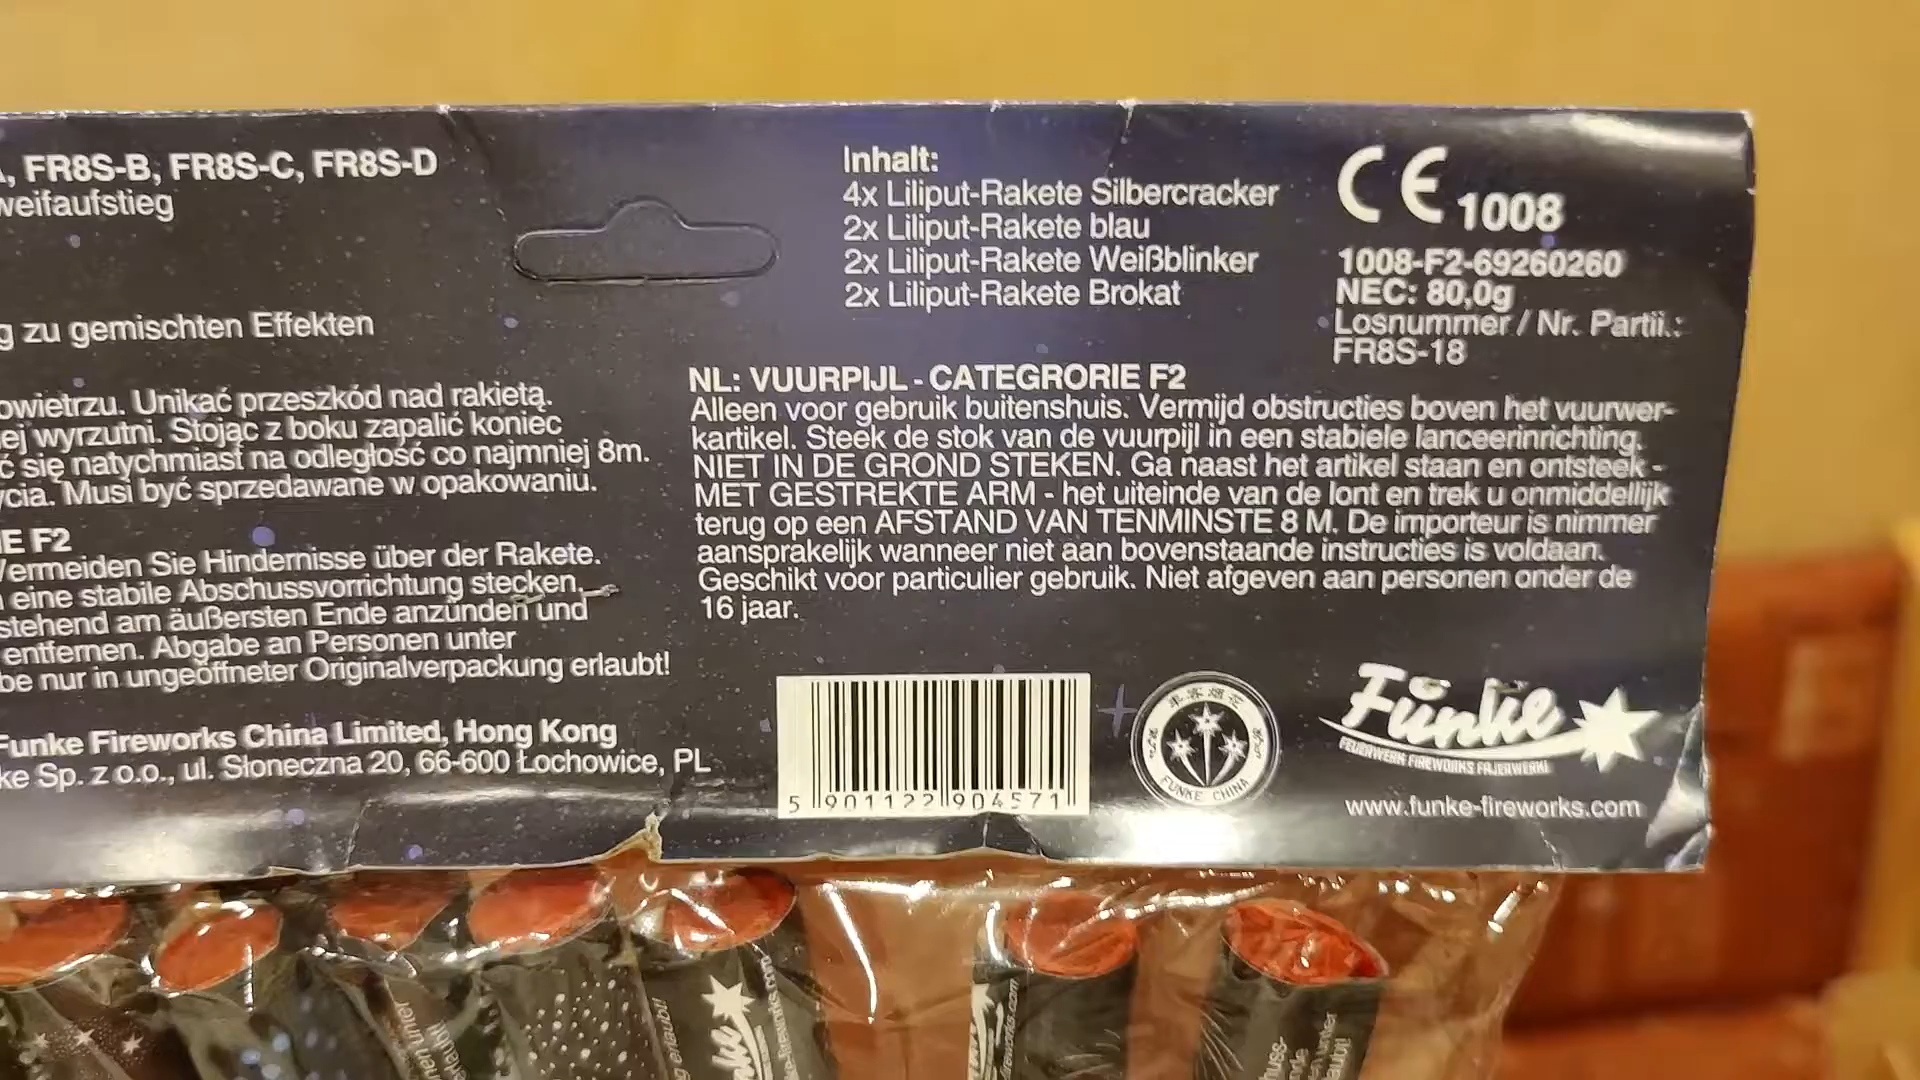 , FR8S-B, FR8S-C, FR8S-D
weifaufstieg
g zu gemischten Effekten
owietrzu. Unikać przeszkód nad rakietą.
ej wyrzutni. Stojąc z boku zapalić koniec
ć się natychmiast na odległość co najmniej 8m.
ycia. Musi być sprzedawane w opakowaniu.
E F2
Vermeiden Sie Hindernisse über der Rakete.
eine stabile Abschussvorrichtung stecken,
stehend am äußersten Ende anzünden und
entfernen. Abgabe an Personen unter
be nur in ungeöffneter Originalverpackung erlaubt!
Funke Fireworks China Limited, Hong Kong
ke Sp. z o.o., ul. Słoneczna 20, 66-600 Łochowice, PL
Inhalt:
4x Liliput-Rakete Silbercracker
2x Liliput-Rakete blau
2x Liliput-Rakete Weißblinker
2x Liliput-Rakete Brokat
CE 1008
1008-F2-69260260
NEC: 80,0g
Losnummer / Nr. Partii.:
FR8S-18
NL: VUURPIJL - CATEGRORIE F2
Alleen voor gebruik buitenshuis. Vermijd obstructies boven het vuurwer-
kartikel. Steek de stok van de vuurpijl in een stabiele lanceerinrichting.
NIET IN DE GROND STEKEN. Ga naast het artikel staan en ontsteek -
MET GESTREKTE ARM - het uiteinde van de lont en trek u onmiddellijk
terug op een AFSTAND VAN TENMINSTE 8 M. De importeur is nimmer
aansprakelijk wanneer niet aan bovenstaande instructies is voldaan.
Geschikt voor particulier gebruik. Niet afgeven aan personen onder de
16 jaar.
5 901122 904571
FUNKE CHINA
Funke
FEUERWERK FIREWORKS FAJERWERKI
www.funke-fireworks.com